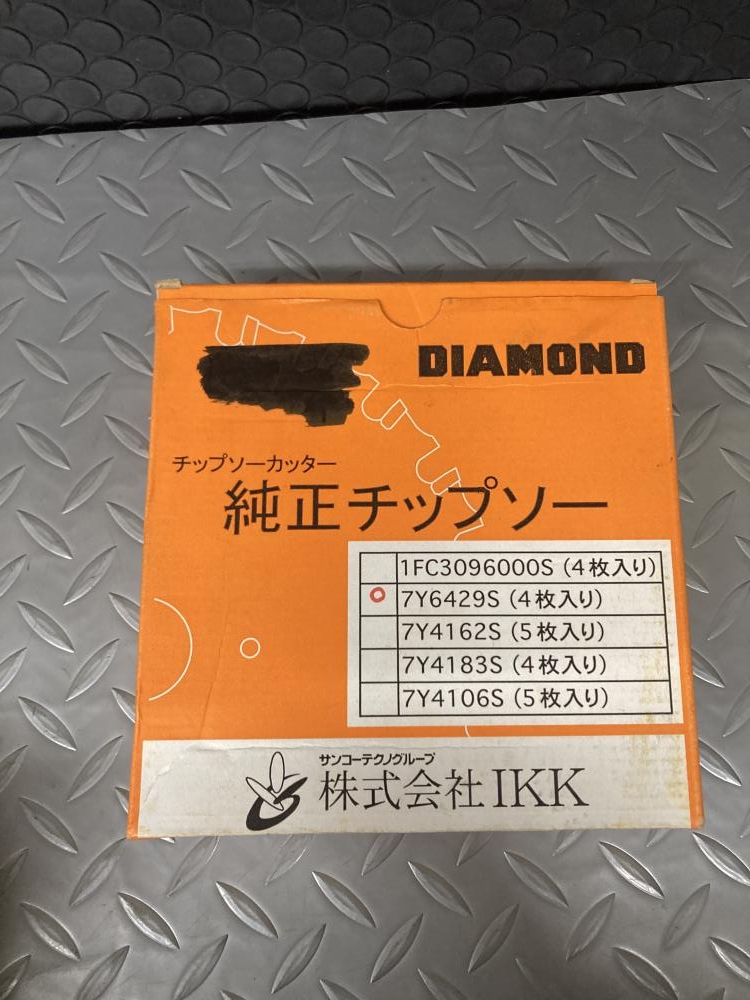 DIAMOND
チップソーカッター
純正チップソー
1FC3096000S (4枚入り)
7Y6429S (4枚入り)
7Y4162S (5枚入り)
7Y4183S (4枚入り)
7Y4106S (5枚入り)
サンコーテクノグループ
株式会社IKK